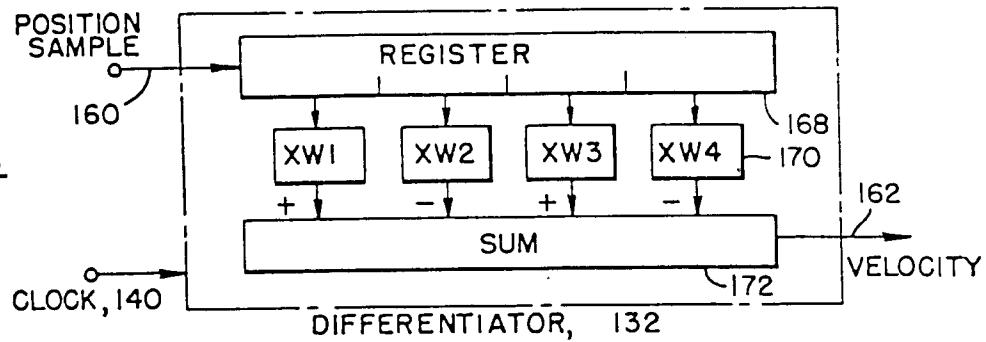 POSITION
SAMPLE
160
REGISTER
168
XW1 XW2 XW3 XW4
170
+ - + -
SUM
162
VELOCITY
172
CLOCK, 140
DIFFERENTIATOR, 132